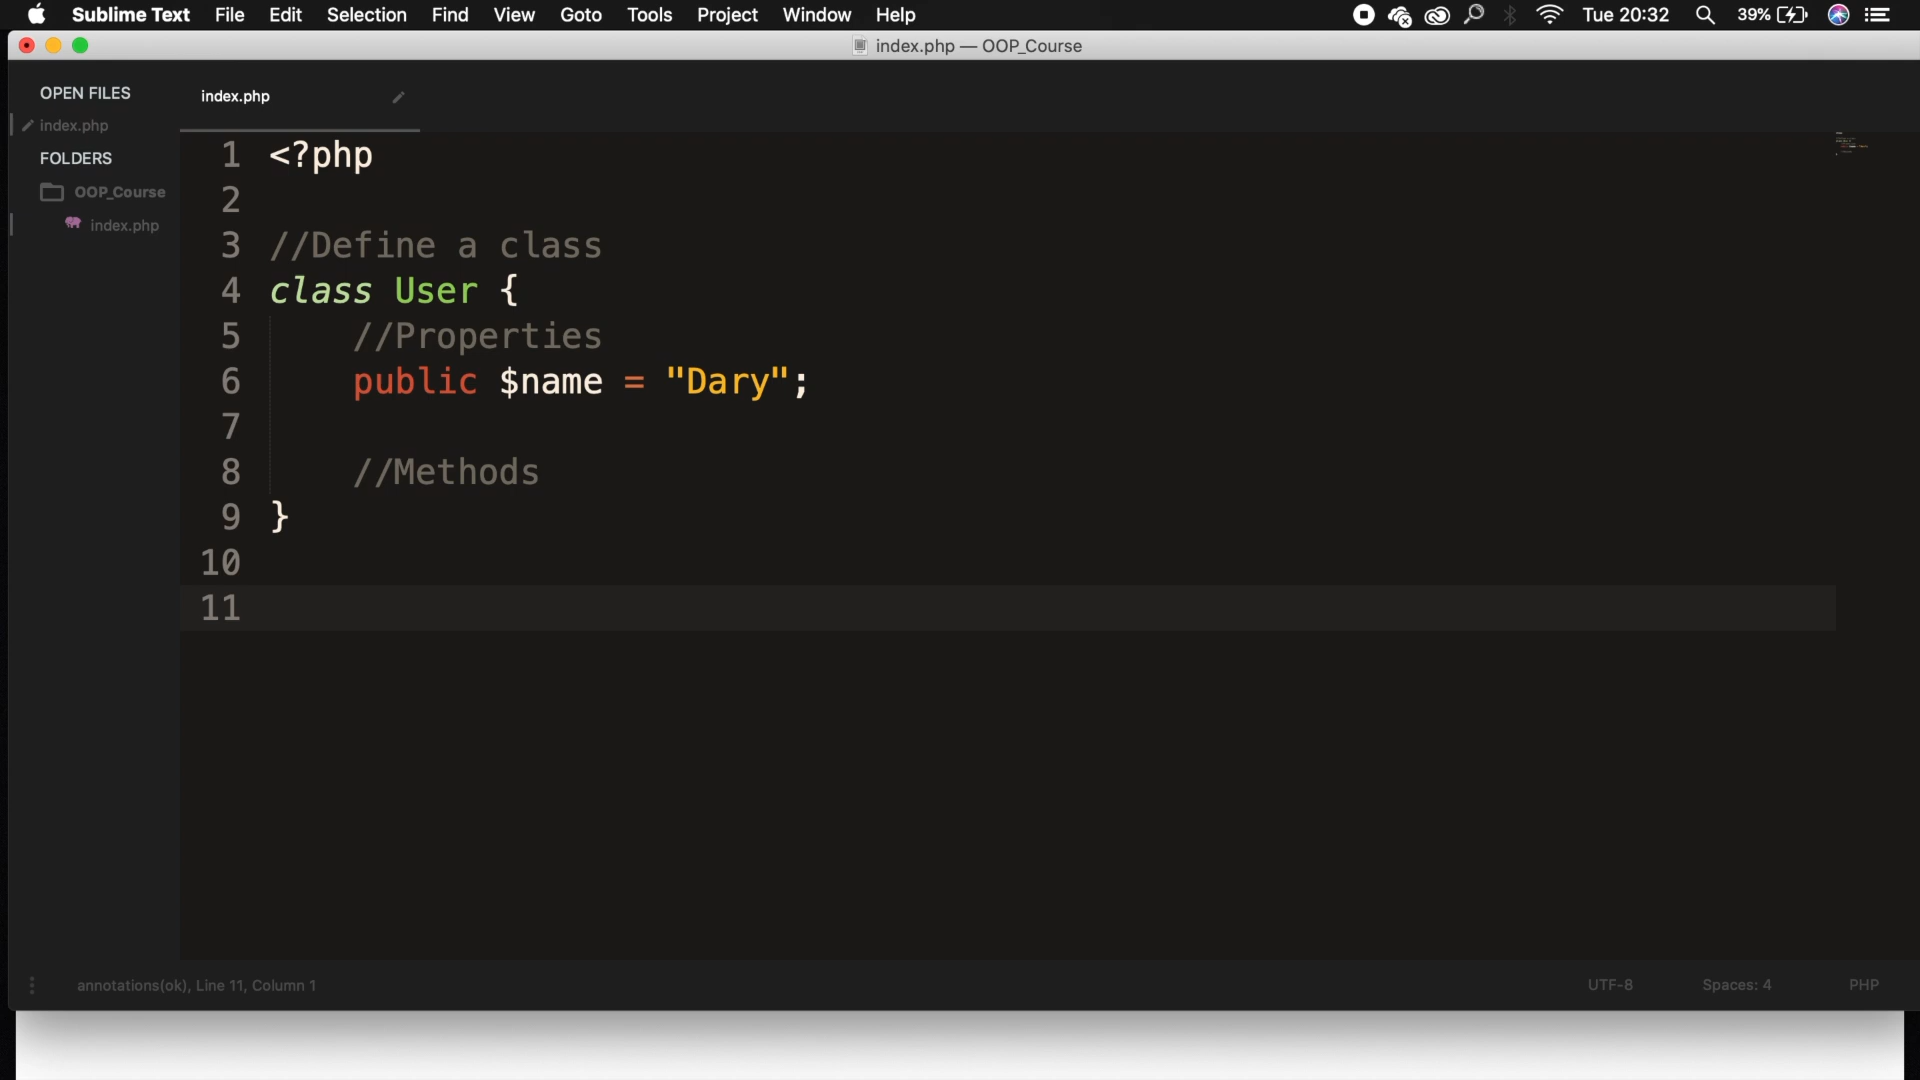 Sublime Text File Edit Selection Find View Goto Tools Project Window Help Tue 20:32 39%
index.php — OOP_Course
OPEN FILES
index.php
FOLDERS
OOP_Course
index.php
index.php
1 <?php
2
3 //Define a class
4 class User {
5 //Properties
6 public $name = "Dary";
7
8 //Methods
9 }
10
11
annotations(ok), Line 11, Column 1 UTF-8 Spaces: 4 PHP